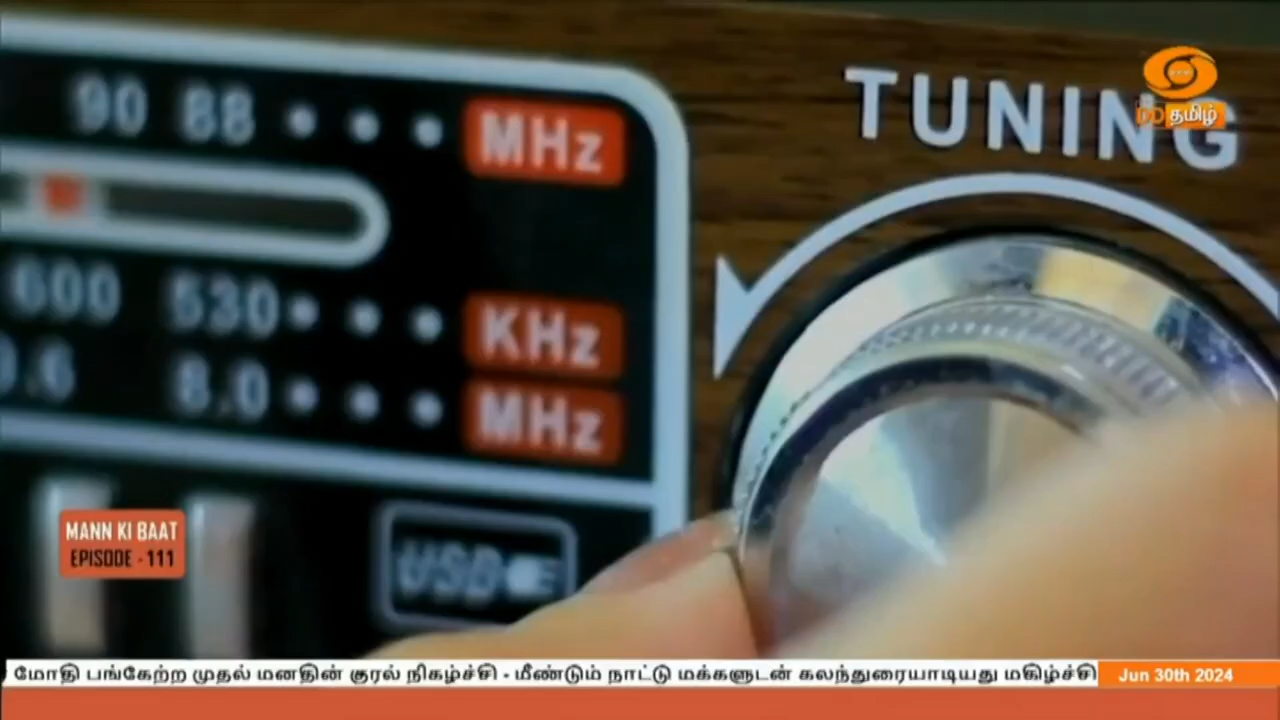 90 88 • • • MHz
600 530 • • • KHz
8.0 • • • MHz
TUNING
DD தமிழ்
USB
MANN KI BAAT
EPISODE - 111
மோதி பங்கேற்ற முதல் மனதின் குரல் நிகழ்ச்சி - மீண்டும் நாட்டு மக்களுடன் கலந்துரையாடியது மகிழ்ச்சி
Jun 30th 2024